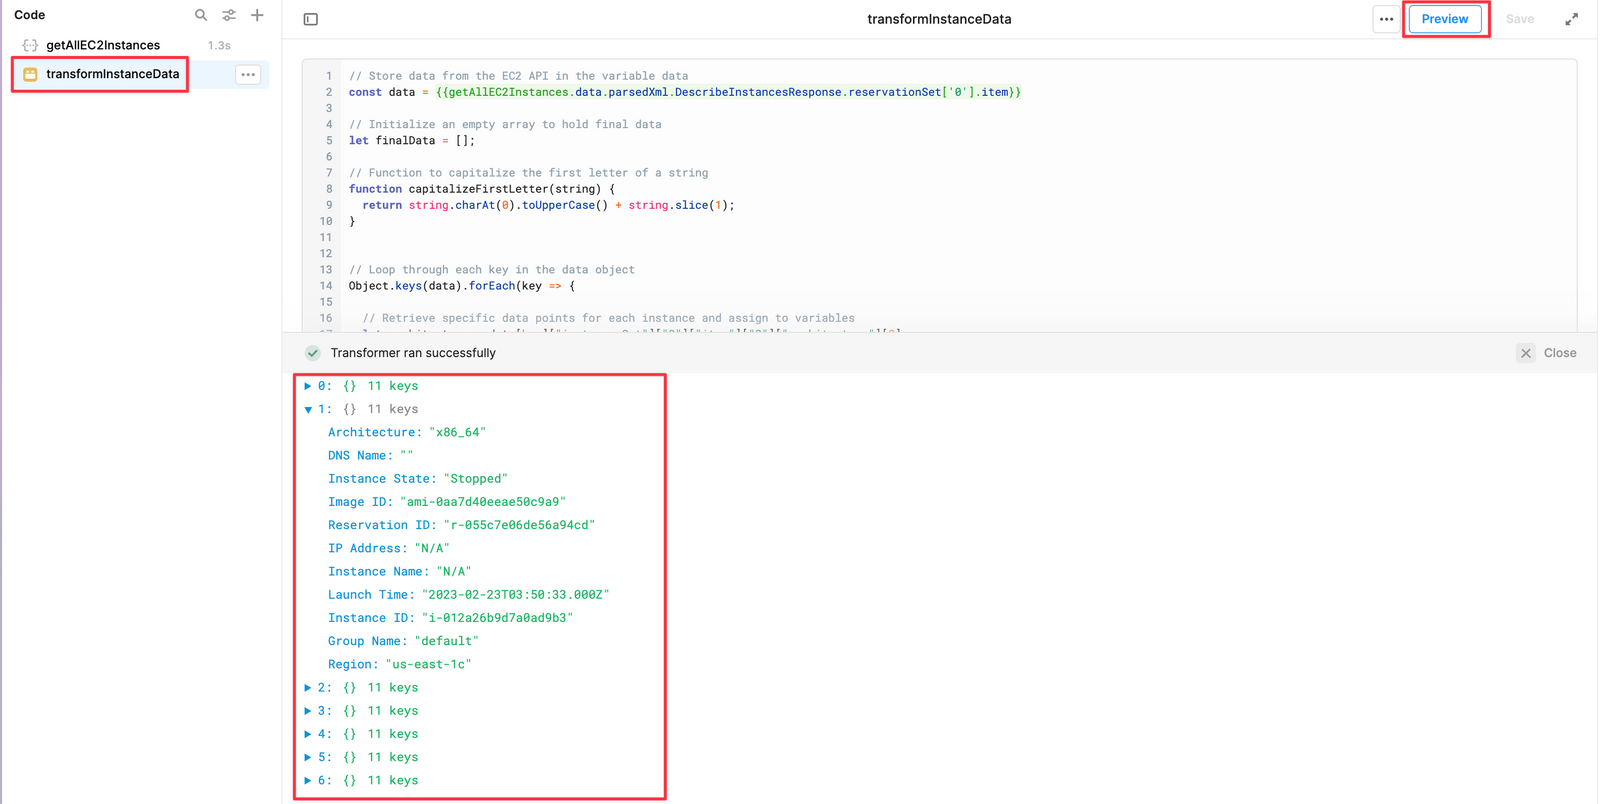 Code
getAllEC2Instances 1.3s
transformInstanceData
transformInstanceData
Preview
Save
1 // Store data from the EC2 API in the variable data
2 const data = {{getAllEC2Instances.data.parsedXml.DescribeInstancesResponse.reservationSet['0'].item}}
3
4 // Initialize an empty array to hold final data
5 let finalData = [];
6
7 // Function to capitalize the first letter of a string
8 function capitalizeFirstLetter(string) {
9 return string.charAt(0).toUpperCase() + string.slice(1);
10 }
11
12
13 // Loop through each key in the data object
14 Object.keys(data).forEach(key => {
15
16 // Retrieve specific data points for each instance and assign to variables
Transformer ran successfully
Close
0: {} 11 keys
1: {} 11 keys
Architecture: "x86_64"
DNS Name: ""
Instance State: "Stopped"
Image ID: "ami-0aa7d40eeae50c9a9"
Reservation ID: "r-055c7e06de56a94cd"
IP Address: "N/A"
Instance Name: "N/A"
Launch Time: "2023-02-23T03:50:33.000Z"
Instance ID: "i-012a26b9d7a0ad9b3"
Group Name: "default"
Region: "us-east-1c"
2: {} 11 keys
3: {} 11 keys
4: {} 11 keys
5: {} 11 keys
6: {} 11 keys